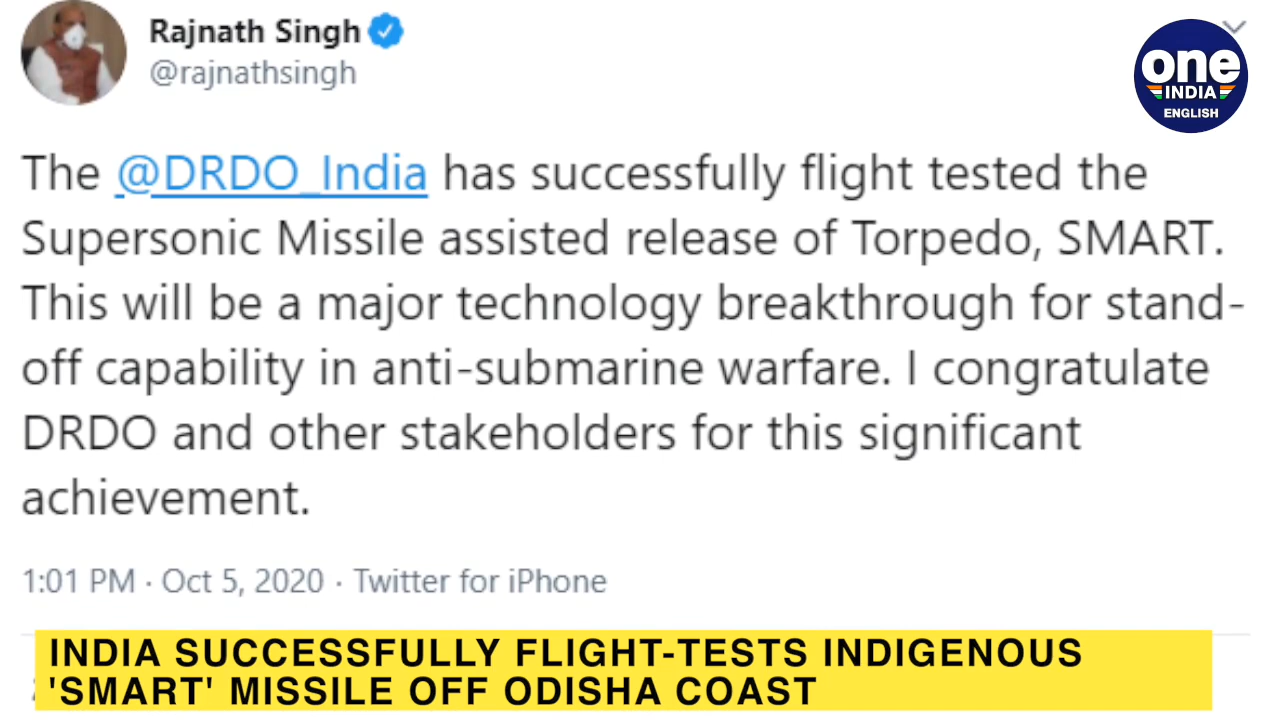 Rajnath Singh
@rajnathsingh
one
INDIA
ENGLISH
The @DRDO_India has successfully flight tested the
Supersonic Missile assisted release of Torpedo, SMART.
This will be a major technology breakthrough for stand-
off capability in anti-submarine warfare. I congratulate
DRDO and other stakeholders for this significant
achievement.
1:01 PM · Oct 5, 2020 · Twitter for iPhone
INDIA SUCCESSFULLY FLIGHT-TESTS INDIGENOUS
'SMART' MISSILE OFF ODISHA COAST